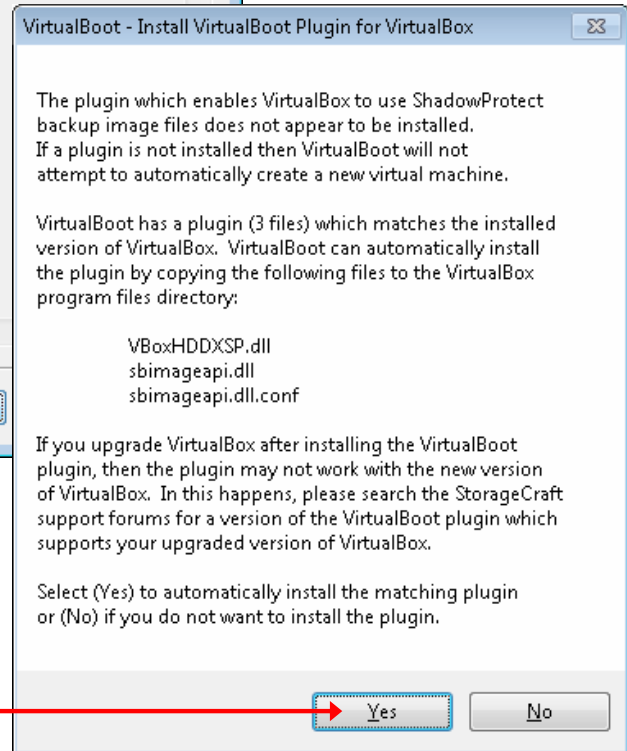 VirtualBoot - Install VirtualBoot Plugin for VirtualBox
The plugin which enables VirtualBox to use ShadowProtect
backup image files does not appear to be installed.
If a plugin is not installed then VirtualBoot will not
attempt to automatically create a new virtual machine.
VirtualBoot has a plugin (3 files) which matches the installed
version of VirtualBox.  VirtualBoot can automatically install
the plugin by copying the following files to the VirtualBox
program files directory:
VBoxHDDXSP.dll
sbimageapi.dll
sbimageapi.dll.conf
If you upgrade VirtualBox after installing the VirtualBoot
plugin, then the plugin may not work with the new version
of VirtualBox.  In this happens, please search the StorageCraft
support forums for a version of the VirtualBoot plugin which
supports your upgraded version of VirtualBox.
Select (Yes) to automatically install the matching plugin
or (No) if you do not want to install the plugin.
Yes No